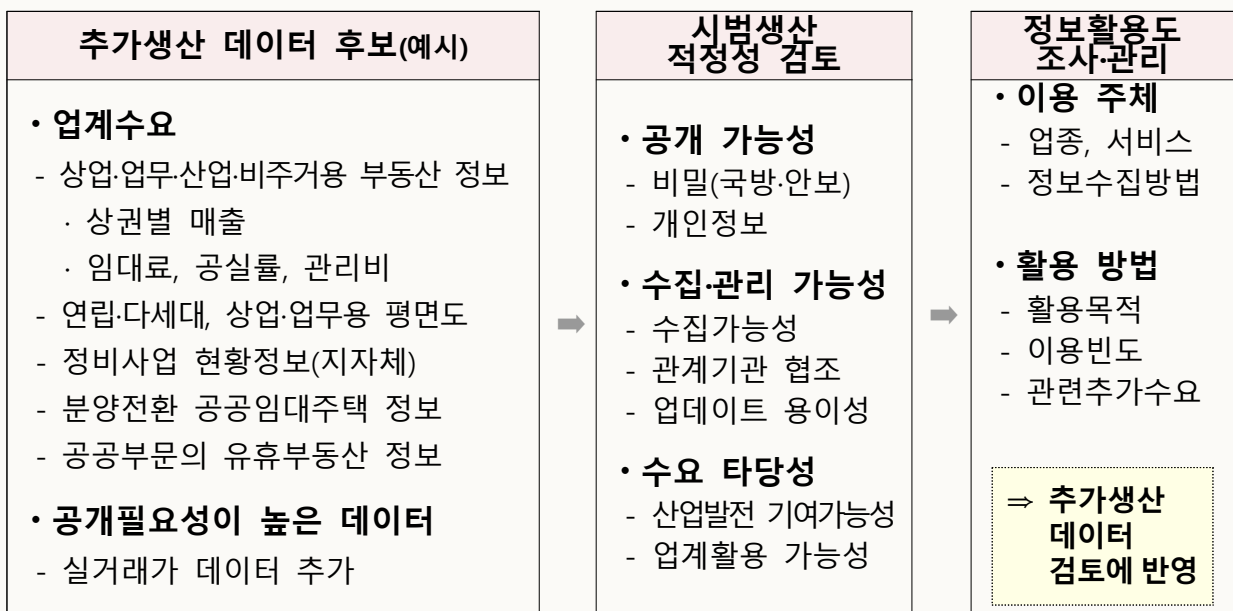 추가생산 데이터 후보(예시)
• 업계수요
- 상업·업무·산업·비주거용 부동산 정보
· 상권별 매출
· 임대료, 공실률, 관리비
- 연립·다세대, 상업·업무용 평면도
- 정비사업 현황정보(지자체)
- 분양전환 공공임대주택 정보
- 공공부문의 유휴부동산 정보
• 공개필요성이 높은 데이터
- 실거래가 데이터 추가
➡
시범생산
적정성 검토
• 공개 가능성
- 비밀(국방·안보)
- 개인정보
• 수집·관리 가능성
- 수집가능성
- 관계기관 협조
- 업데이트 용이성
• 수요 타당성
- 산업발전 기여가능성
- 업계활용 가능성
➡
정보활용도
조사·관리
• 이용 주체
- 업종, 서비스
- 정보수집방법
• 활용 방법
- 활용목적
- 이용빈도
- 관련추가수요
⇒ 추가생산
데이터
검토에 반영